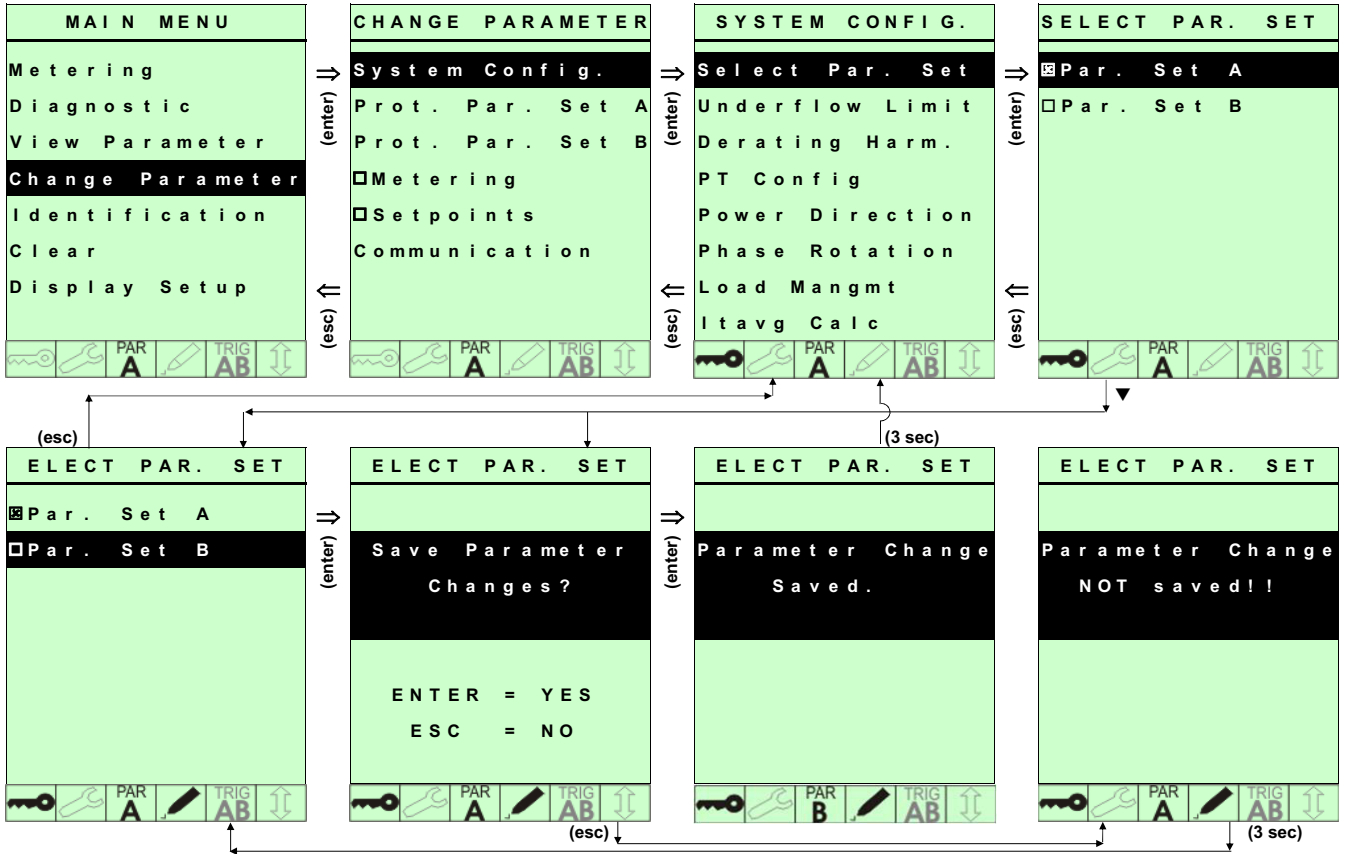 MAIN MENU
Metering
Diagnostic
View Parameter
Change Parameter
Identification
Clear
Display Setup
PAR
A
TRIG
AB
(enter)
(esc)
CHANGE PARAMETER
System Config.
Prot. Par. Set A
Prot. Par. Set B
Metering
Setpoints
Communication
PAR
A
TRIG
AB
(enter)
(esc)
SYSTEM CONFIG.
Select Par. Set
Underflow Limit
Derating Harm.
PT Config
Power Direction
Phase Rotation
Load Mangmt
Itavg Calc
PAR
A
TRIG
AB
(enter)
(esc)
SELECT PAR. SET
Par. Set A
Par. Set B
PAR
A
TRIG
AB
▼
(esc)
(3 sec)
ELECT PAR. SET
Par. Set A
Par. Set B
PAR
A
TRIG
AB
(enter)
ELECT PAR. SET
Save Parameter
Changes?
ENTER = YES
ESC = NO
PAR
A
TRIG
AB
(enter)
(esc)
ELECT PAR. SET
Parameter Change
Saved.
PAR
B
TRIG
AB
ELECT PAR. SET
Parameter Change
NOT saved!!
PAR
A
TRIG
AB
(3 sec)